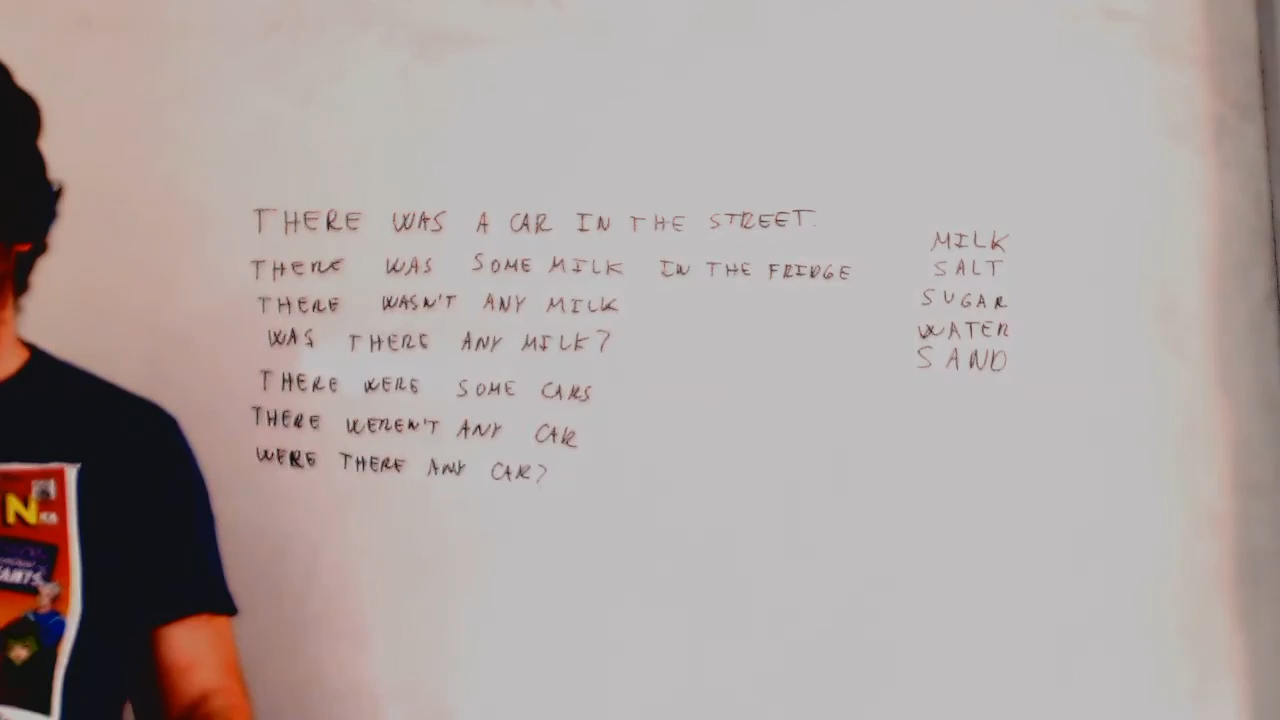 THERE WAS A CAR IN THE STREET.
THERE WAS SOME MILK IN THE FRIDGE
THERE WASN'T ANY MILK
WAS THERE ANY MILK?
THERE WERE SOME CARS
THERE WEREN'T ANY CAR
WERE THERE ANY CAR?
MILK
SALT
SUGAR
WATER
SAND
N